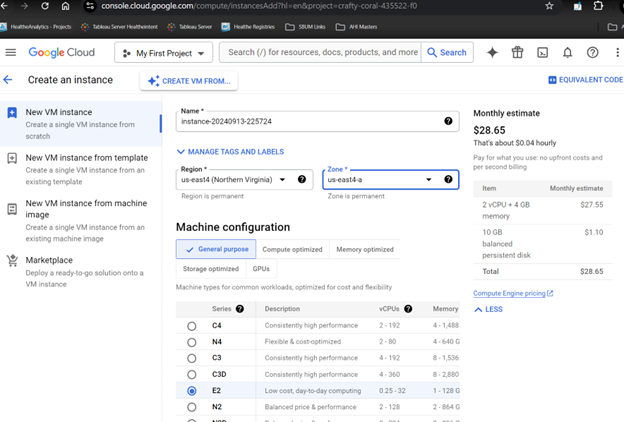 console.cloud.google.com/compute/instancesAdd?hl=en&project=crafty-coral-435522-f0
HealtheAnalytics - Projects
Tableau Server HealtheIntent
Tableau Server
Healthe Registries
SBUM Links
AHI Masters
Google Cloud
My First Project
Search (/) for resources, docs, products, and more
Search
Create an instance
CREATE VM FROM...
EQUIVALENT CODE
New VM instance
Create a single VM instance from
scratch
New VM instance from template
Create a single VM instance from an
existing template
New VM instance from machine
image
Create a single VM instance from an
existing machine image
Marketplace
Deploy a ready-to-go solution onto a
VM instance
Name *
instance-20240913-225724
MANAGE TAGS AND LABELS
Region *
us-east4 (Northern Virginia)
Region is permanent
Zone *
us-east4-a
Zone is permanent
Machine configuration
General purpose
Compute optimized
Memory optimized
Storage optimized
GPUs
Machine types for common workloads, optimized for cost and flexibility
Series Description vCPUs Memory
C4 Consistently high performance 2 - 192 4 - 1,488
N4 Flexible & cost-optimized 2 - 80 4 - 640 G
C3 Consistently high performance 4 - 192 8 - 1,536
C3D Consistently high performance 4 - 360 8 - 2,880
E2 Low cost, day-to-day computing 0.25 - 32 1 - 128 G
N2 Balanced price & performance 2 - 128 2 - 864 G
Monthly estimate
$28.65
That's about $0.04 hourly
Pay for what you use: no upfront costs and
per second billing
Item Monthly estimate
2 vCPU + 4 GB
memory
$27.55
10 GB
balanced
persistent disk
$1.10
Total $28.65
Compute Engine pricing
LESS